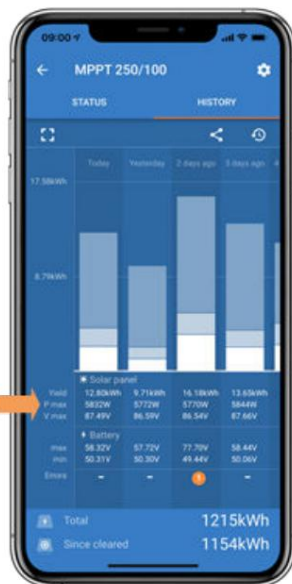 09:00
MPPT 250/100
STATUS HISTORY
Today Yesterday 2 days ago 3 days ago 4
17.58kWh
8.79kWh
Solar panel
Yield 12.80kWh 9.71kWh 16.18kWh 13.65kWh
P max 5832W 5772W 5770W 5844W
V max 87.49V 86.59V 86.54V 87.66V
Battery
max 58.32V 57.72V 77.70V 58.44V
min 50.31V 50.30V 49.44V 50.06V
Errors - - 1 -
Total 1215kWh
Since cleared 1154kWh